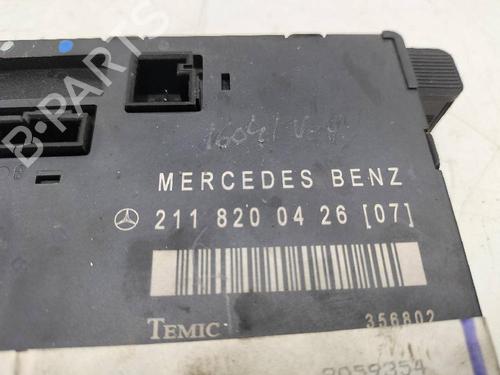 B-PARTS
MERCEDES BENZ
211 820 04 26 [07]
TEMIC
356802